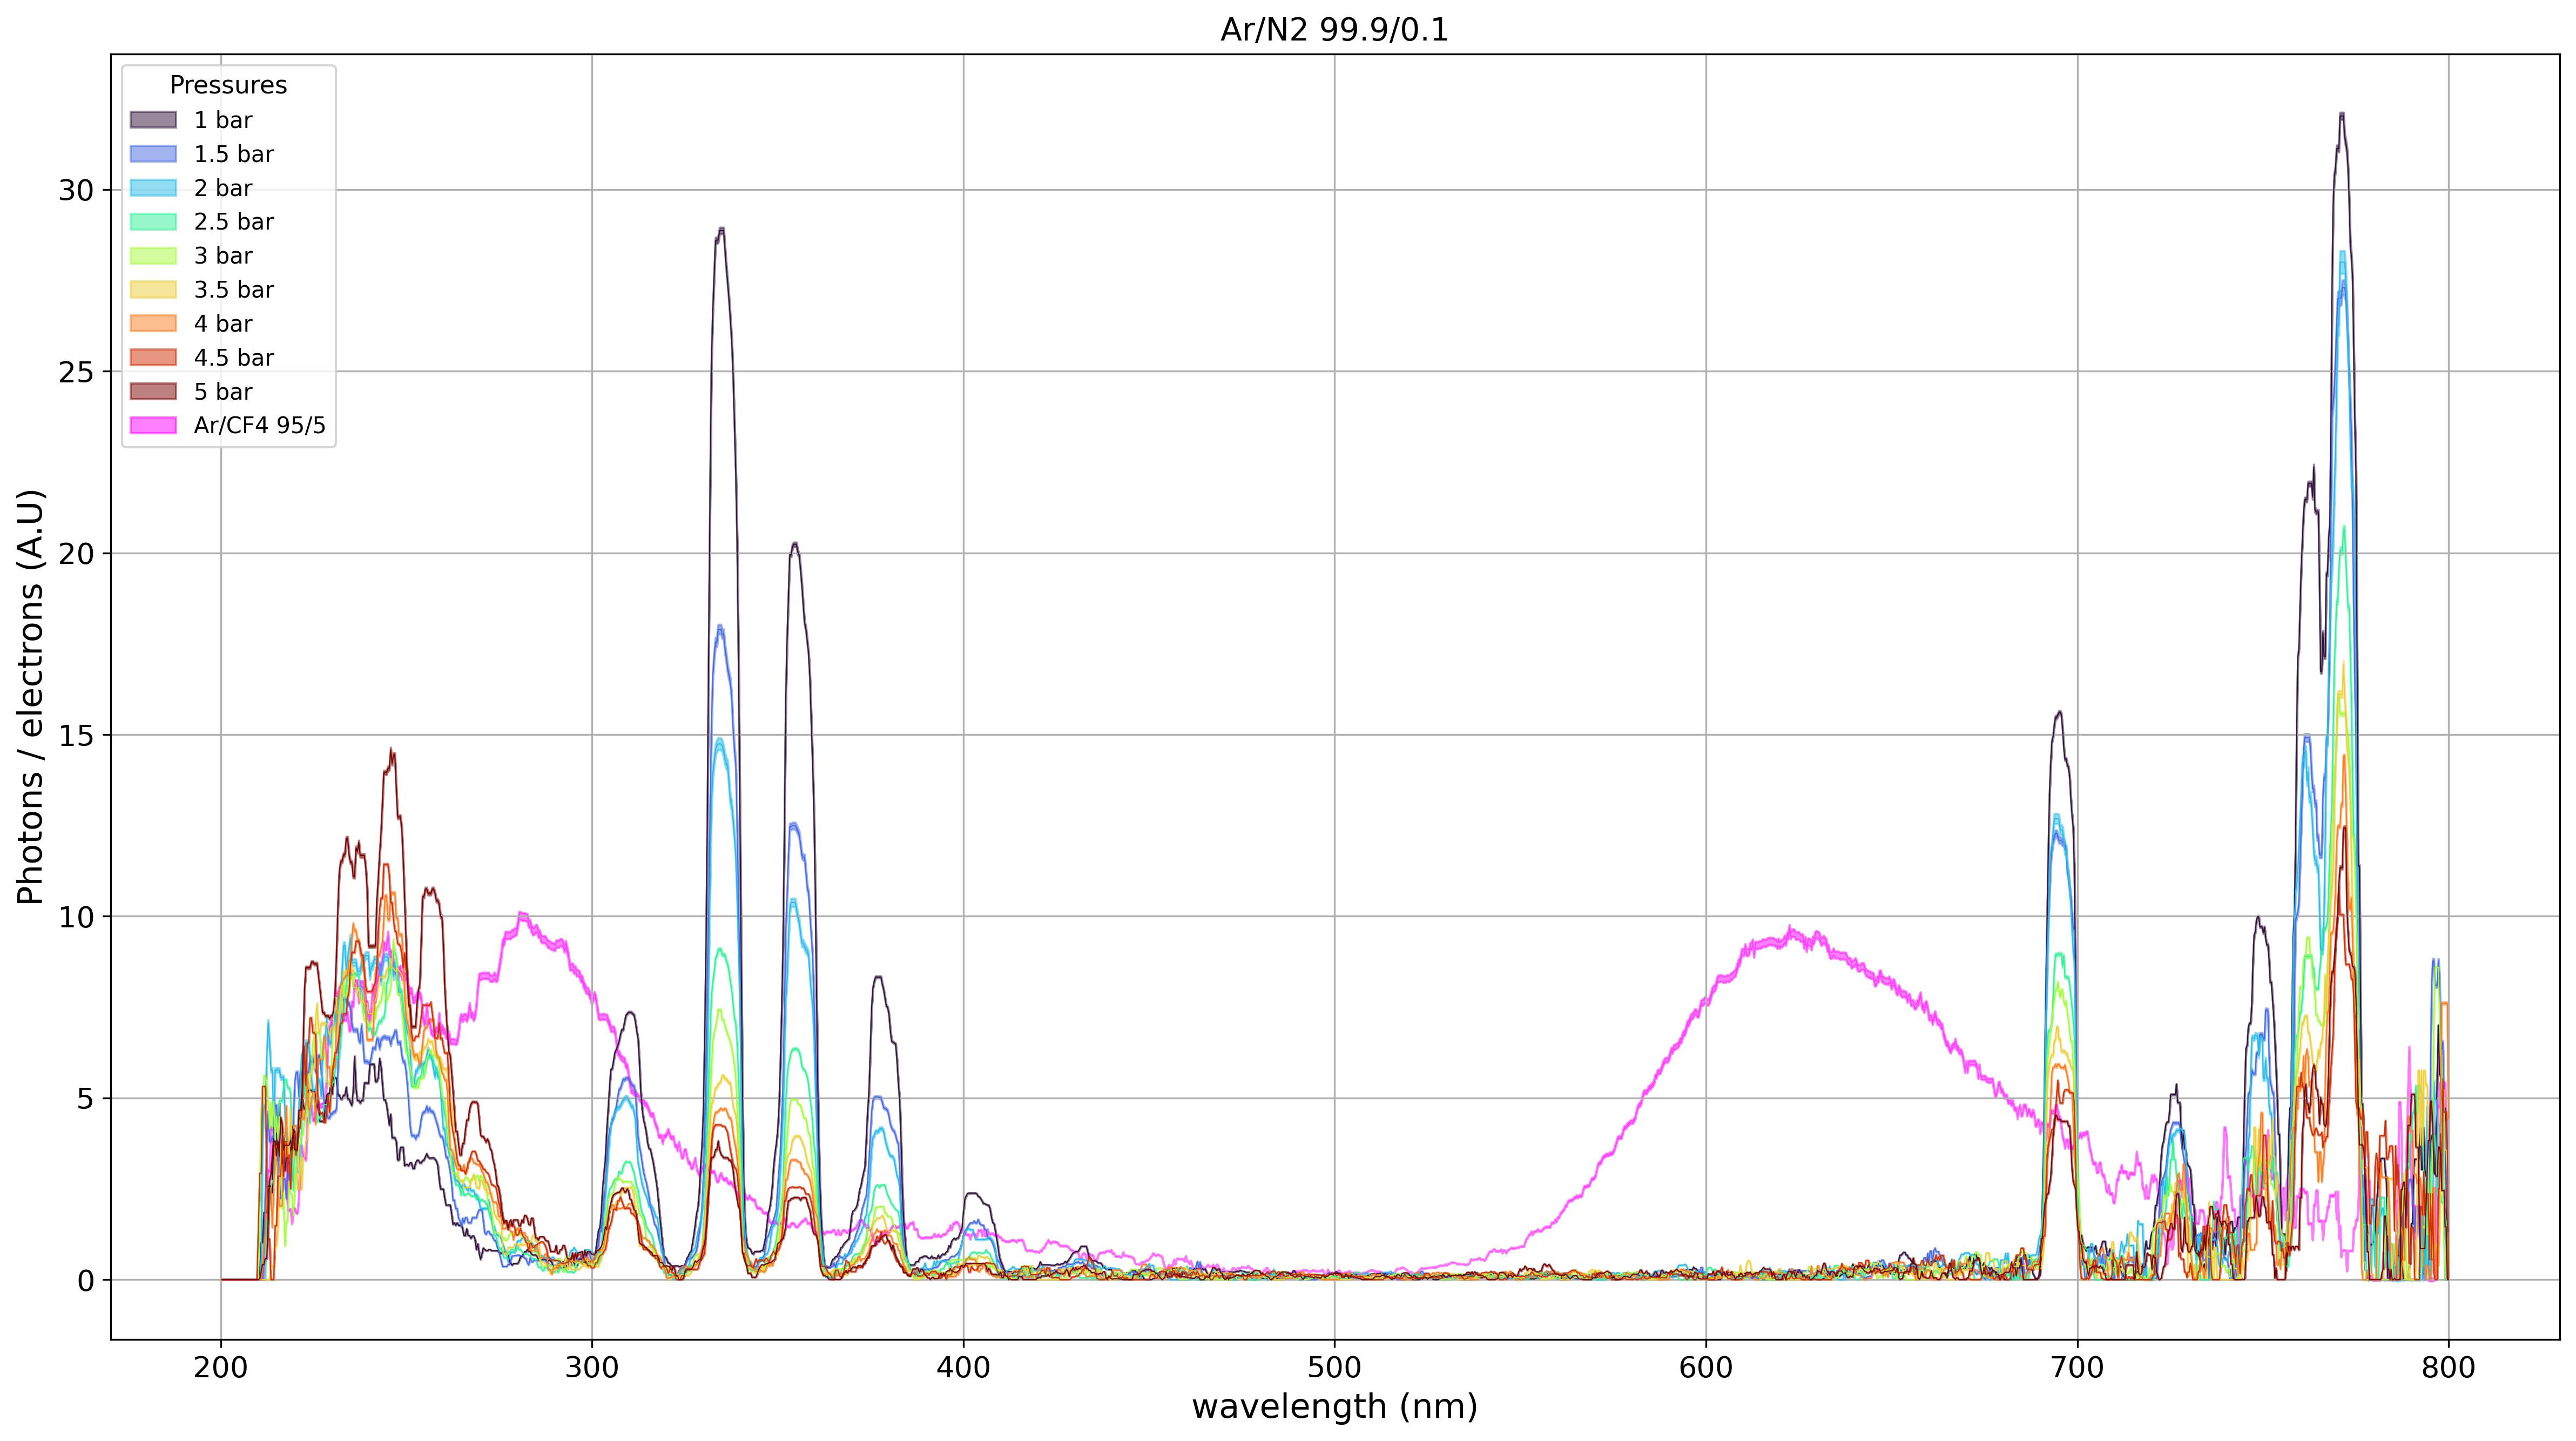 Ar/N2 99.9/0.1
Pressures
1 bar
1.5 bar
2 bar
2.5 bar
3 bar
3.5 bar
4 bar
4.5 bar
5 bar
Ar/CF4 95/5
Photons / electrons (A.U)
30
25
20
15
10
5
0
200 300 400 500 600 700 800
wavelength (nm)